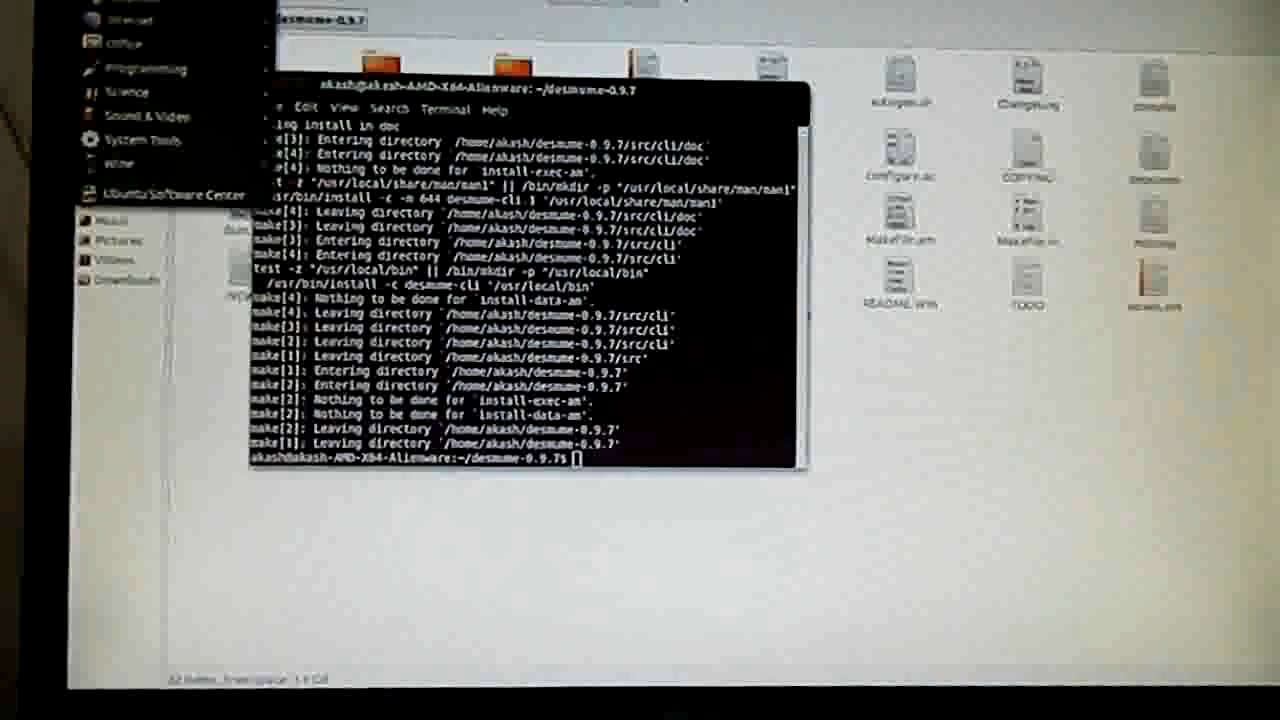 desmume-0.9.7
Internet
Office
Programming
Science
Sound & Video
System Tools
Wine
Ubuntu Software Center
Music
Pictures
Videos
Downloads
akash@akash-AMD-X64-Alienware: ~/desmume-0.9.7
Edit View Search Terminal Help
install in doc
[3]: Entering directory `/home/akash/desmume-0.9.7/src/cli/doc'
[4]: Entering directory `/home/akash/desmume-0.9.7/src/cli/doc'
[4]: Nothing to be done for `install-exec-am'.
-z "/usr/local/share/man/man1" || /bin/mkdir -p "/usr/local/share/man/man1"
/bin/install -c -m 644 desmume-cli.1 '/usr/local/share/man/man1'
[4]: Leaving directory `/home/akash/desmume-0.9.7/src/cli/doc'
make[3]: Leaving directory `/home/akash/desmume-0.9.7/src/cli/doc'
make[3]: Entering directory `/home/akash/desmume-0.9.7/src/cli'
make[4]: Entering directory `/home/akash/desmume-0.9.7/src/cli'
test -z "/usr/local/bin" || /bin/mkdir -p "/usr/local/bin"
/usr/bin/install -c desmume-cli '/usr/local/bin'
make[4]: Nothing to be done for `install-data-am'.
make[4]: Leaving directory `/home/akash/desmume-0.9.7/src/cli'
make[3]: Leaving directory `/home/akash/desmume-0.9.7/src/cli'
make[2]: Leaving directory `/home/akash/desmume-0.9.7/src/cli'
make[1]: Leaving directory `/home/akash/desmume-0.9.7/src'
make[1]: Entering directory `/home/akash/desmume-0.9.7'
make[2]: Entering directory `/home/akash/desmume-0.9.7'
make[2]: Nothing to be done for `install-exec-am'.
make[2]: Nothing to be done for `install-data-am'.
make[2]: Leaving directory `/home/akash/desmume-0.9.7'
make[1]: Leaving directory `/home/akash/desmume-0.9.7'
akash@akash-AMD-X64-Alienware:~/desmume-0.9.7$
autogen.sh
ChangeLog
compile
configure.ac
COPYING
Makefile.am
Makefile.in
missing
README.WIN
TODO